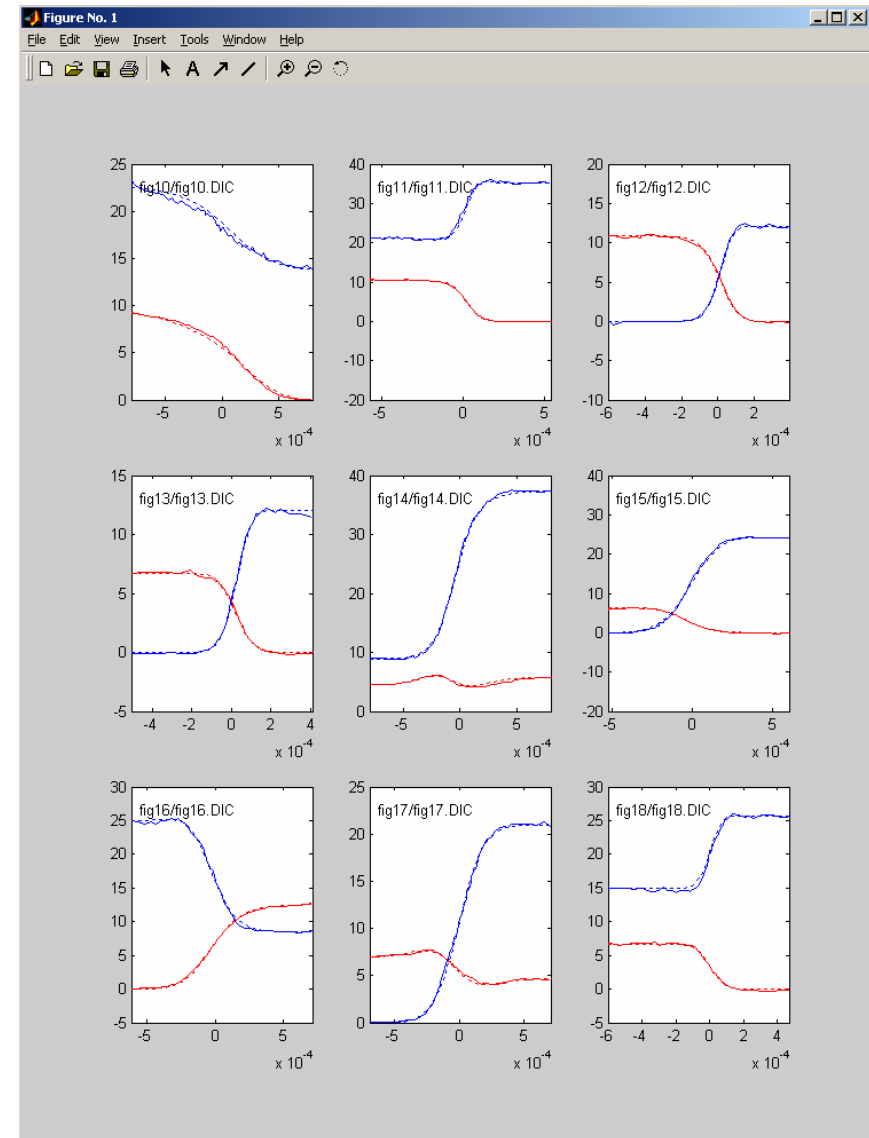 Figure No. 1
File Edit View Insert Tools Window Help
A
fig10/fig10.DIC
25
20
15
10
5
0
-5 0 5
x 10-4
fig11/fig11.DIC
40
30
20
10
0
-10
-20
-5 0 5
x 10-4
fig12/fig12.DIC
20
15
10
5
0
-5
-10
-6 -4 -2 0 2
x 10-4
fig13/fig13.DIC
15
10
5
0
-5
-4 -2 0 2 4
x 10-4
fig14/fig14.DIC
40
30
20
10
0
-5 0 5
x 10-4
fig15/fig15.DIC
40
30
20
10
0
-10
-20
-5 0 5
x 10-4
fig16/fig16.DIC
30
25
20
15
10
5
0
-5
-5 0 5
x 10-4
fig17/fig17.DIC
25
20
15
10
5
0
-5 0 5
x 10-4
fig18/fig18.DIC
30
25
20
15
10
5
0
-5
-6 -4 -2 0 2 4
x 10-4